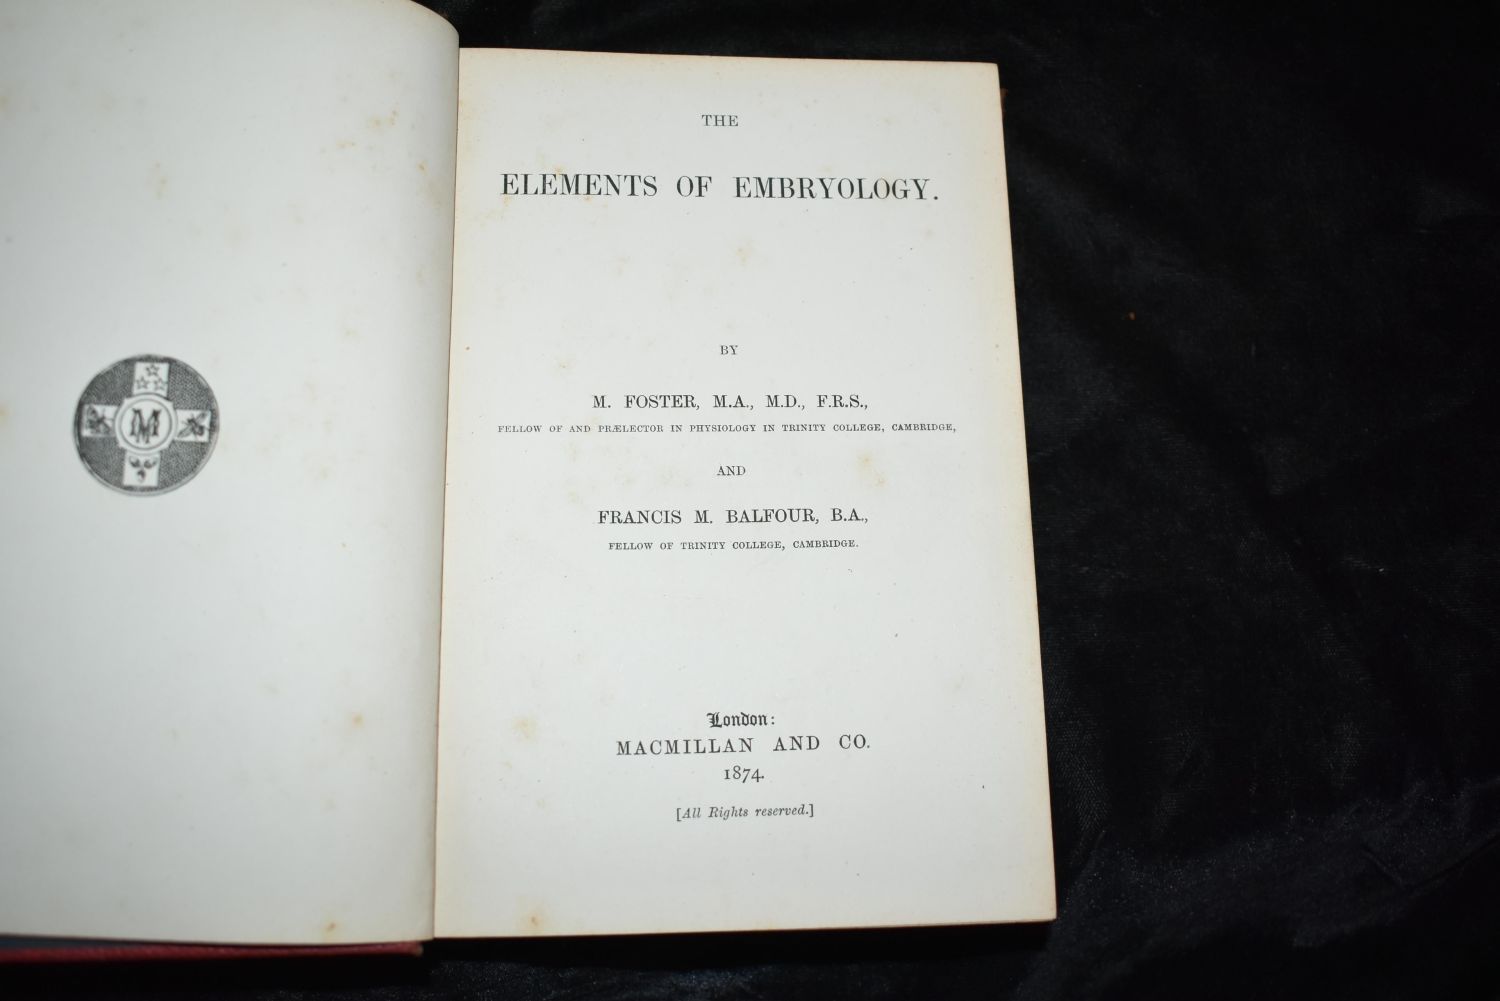 M
THE
ELEMENTS OF EMBRYOLOGY.
BY
M. FOSTER, M.A., M.D., F.R.S.,
FELLOW OF AND PRÆLECTOR IN PHYSIOLOGY IN TRINITY COLLEGE, CAMBRIDGE,
AND
FRANCIS M. BALFOUR, B.A.,
FELLOW OF TRINITY COLLEGE, CAMBRIDGE.
London:
MACMILLAN AND CO.
1874.
[All Rights reserved.]